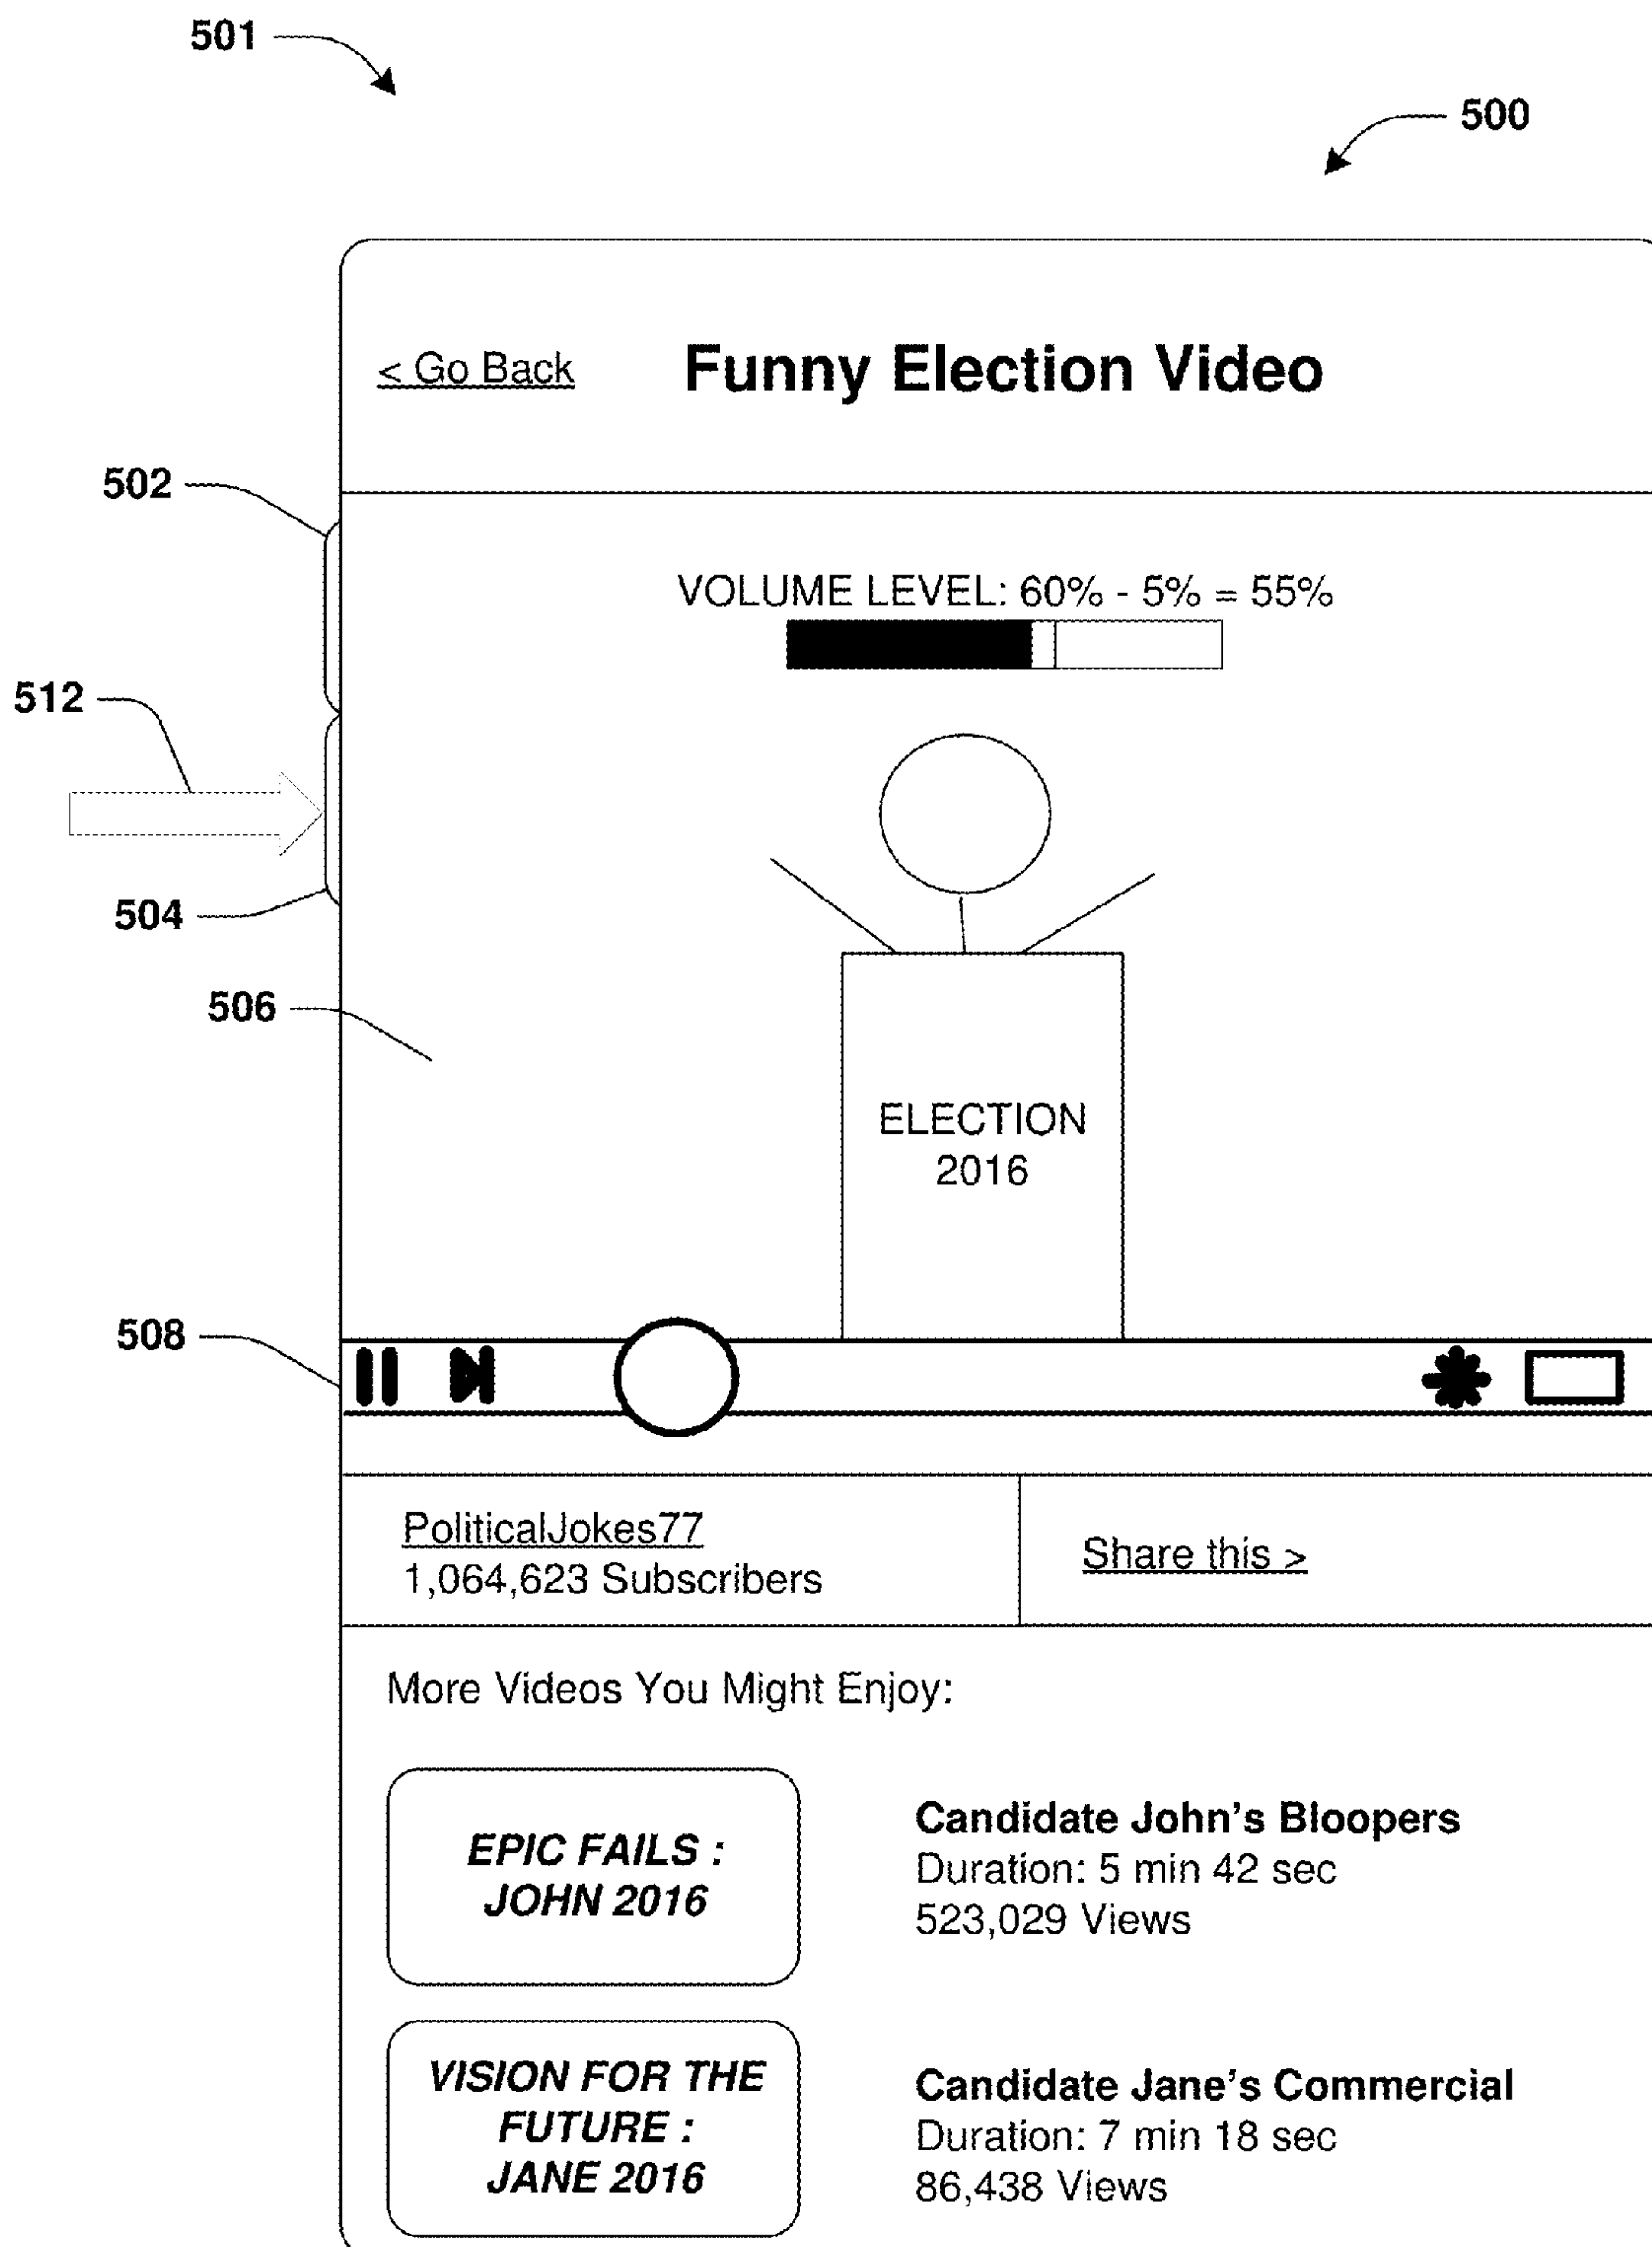 501
500
< Go Back
Funny Election Video
502
VOLUME LEVEL: 60% - 5% = 55%
512
504
506
ELECTION
2016
508
PoliticalJokes77
1,064,623 Subscribers
Share this >
More Videos You Might Enjoy:
EPIC FAILS :
JOHN 2016
Candidate John's Bloopers
Duration: 5 min 42 sec
523,029 Views
VISION FOR THE
FUTURE :
JANE 2016
Candidate Jane's Commercial
Duration: 7 min 18 sec
86,438 Views